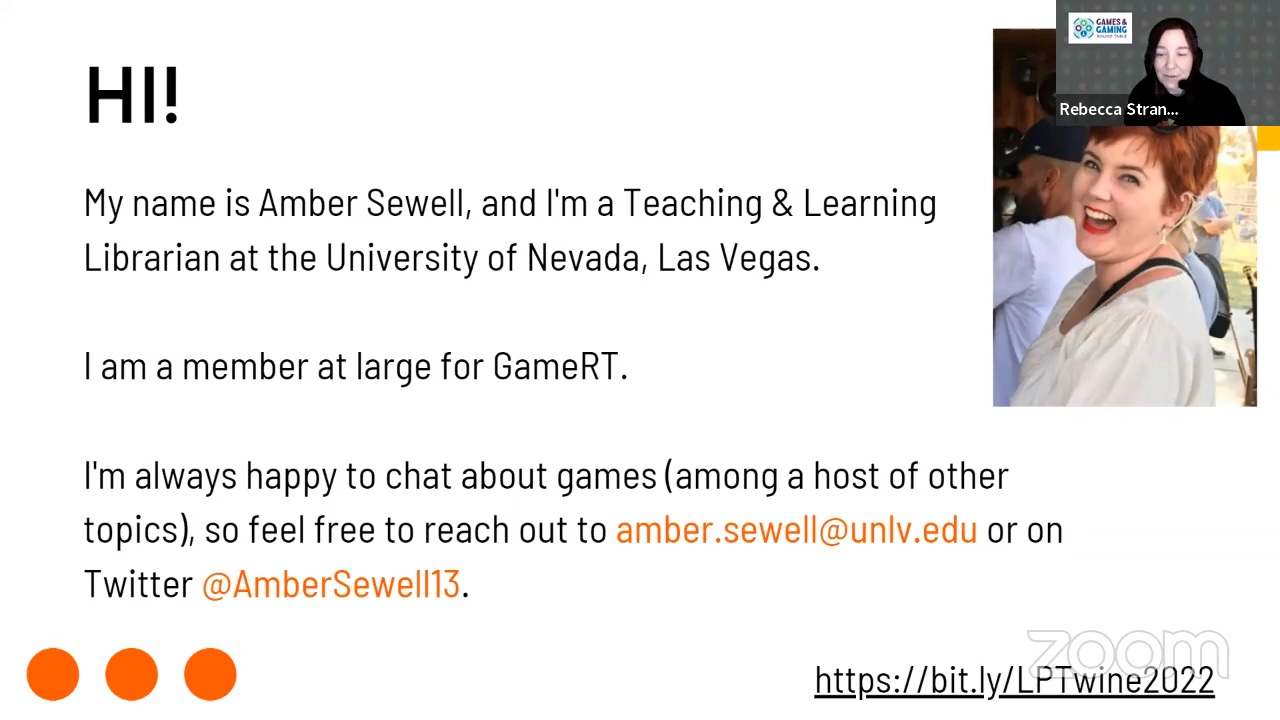 GAMES &
GAMING
ROUND TABLE
Rebecca Stran...
HI!
My name is Amber Sewell, and I'm a Teaching & Learning
Librarian at the University of Nevada, Las Vegas.
I am a member at large for GameRT.
I'm always happy to chat about games (among a host of other
topics), so feel free to reach out to amber.sewell@unlv.edu or on
Twitter @AmberSewell13.
zoom
https://bit.ly/LPTwine2022